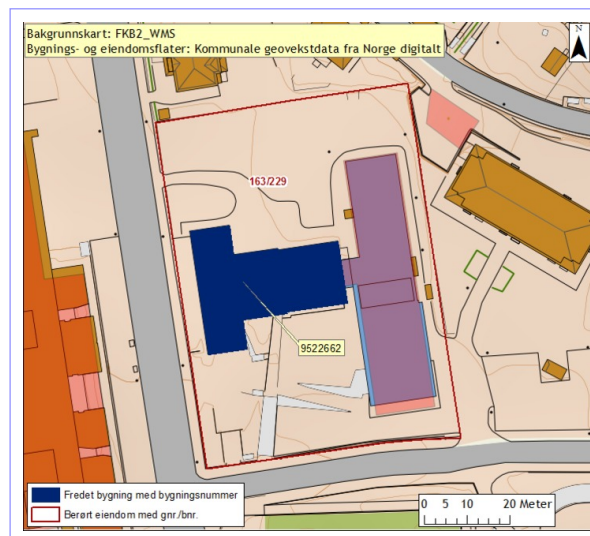 Bakgrunnskart: FKB2_WMS
Bygnings- og eiendomsflater: Kommunale geovekstdata fra Norge digitalt
N
163/229
9522662
Fredet bygning med bygningsnummer
Berørt eiendom med gnr./bnr.
0 5 10 20 Meter